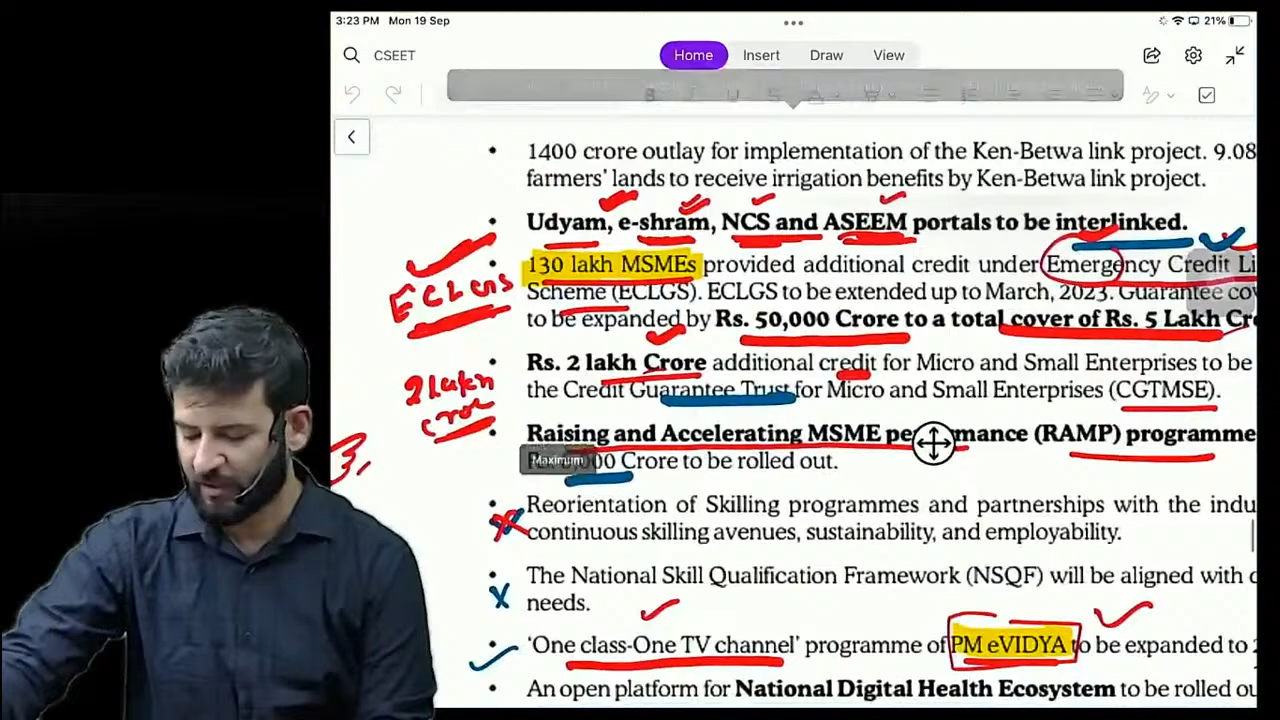 3:23 PM Mon 19 Sep
21%
CSEET
Home Insert Draw View
• 1400 crore outlay for implementation of the Ken-Betwa link project. 9.08
farmers' lands to receive irrigation benefits by Ken-Betwa link project.
• Udyam, e-shram, NCS and ASEEM portals to be interlinked.
• 130 lakh MSMEs provided additional credit under Emergency Credit Li
Scheme (ECLGS). ECLGS to be extended up to March, 2023. Guarantee cov
to be expanded by Rs. 50,000 Crore to a total cover of Rs. 5 Lakh Cr
ECLGS
• Rs. 2 lakh Crore additional credit for Micro and Small Enterprises to be
the Credit Guarantee Trust for Micro and Small Enterprises (CGTMSE).
2 lakh
crore
• Raising and Accelerating MSME performance (RAMP) programme
Maximum
000 Crore to be rolled out.
3.
• Reorientation of Skilling programmes and partnerships with the indu
continuous skilling avenues, sustainability, and employability.
• The National Skill Qualification Framework (NSQF) will be aligned with
needs.
• 'One class-One TV channel' programme of PM eVIDYA to be expanded to
• An open platform for National Digital Health Ecosystem to be rolled ou